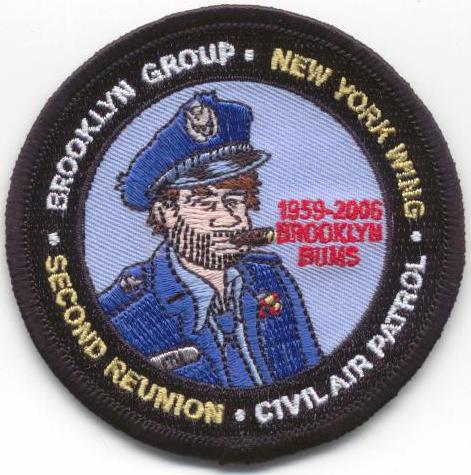 BROOKLYN GROUP • NEW YORK WING •
SECOND REUNION • CIVIL AIR PATROL •
1959-2006
BROOKLYN
BUMS